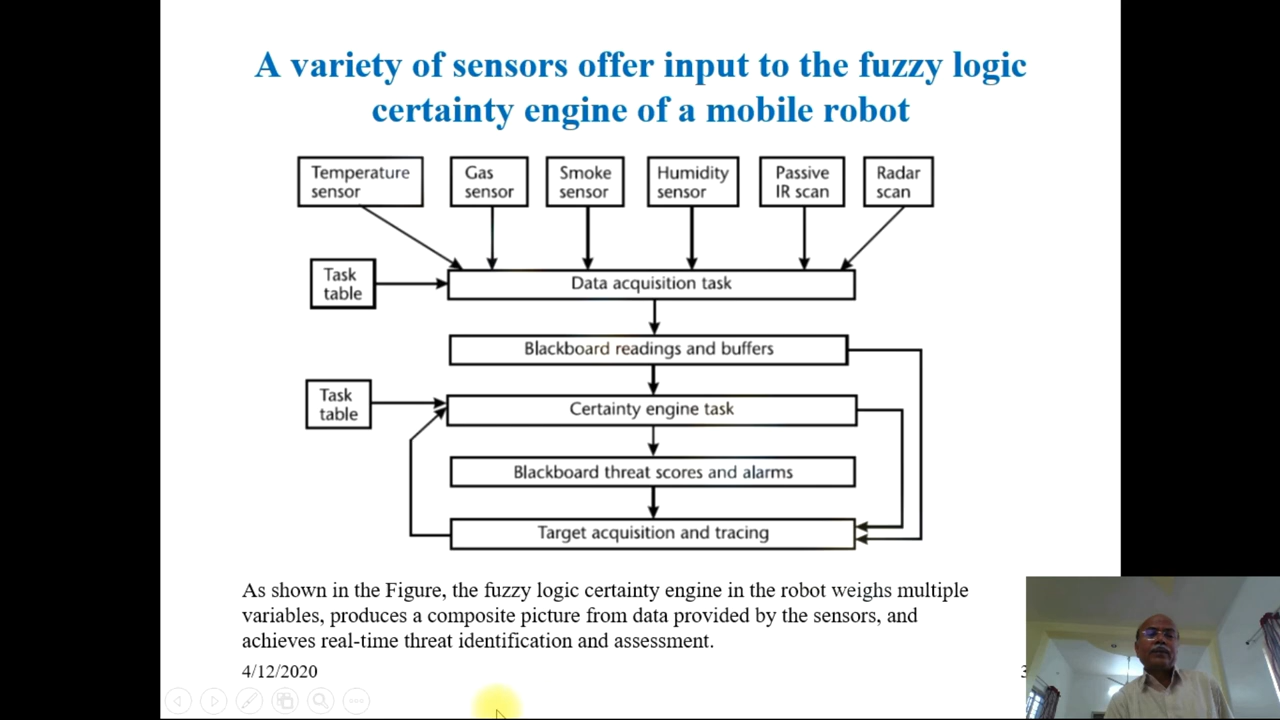 A variety of sensors offer input to the fuzzy logic
certainty engine of a mobile robot
Temperature
sensor
Gas
sensor
Smoke
sensor
Humidity
sensor
Passive
IR scan
Radar
scan
Task
table
Data acquisition task
Blackboard readings and buffers
Task
table
Certainty engine task
Blackboard threat scores and alarms
Target acquisition and tracing
As shown in the Figure, the fuzzy logic certainty engine in the robot weighs multiple
variables, produces a composite picture from data provided by the sensors, and
achieves real-time threat identification and assessment.
4/12/2020